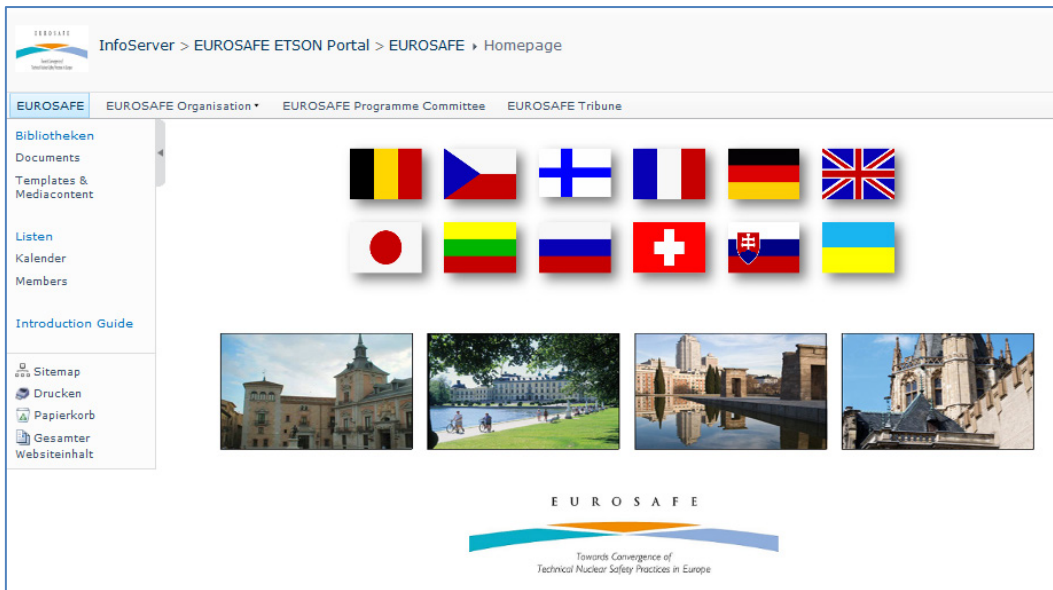 EUROSAFE
InfoServer > EUROSAFE ETSON Portal > EUROSAFE ▸ Homepage
EUROSAFE
EUROSAFE Organisation
EUROSAFE Programme Committee
EUROSAFE Tribune
Bibliotheken
Documents
Templates &
Mediacontent
Listen
Kalender
Members
Introduction Guide
Sitemap
Drucken
Papierkorb
Gesamter
Websiteinhalt
EUROSAFE
Towards Convergence of
Technical Nuclear Safety Practices in Europe